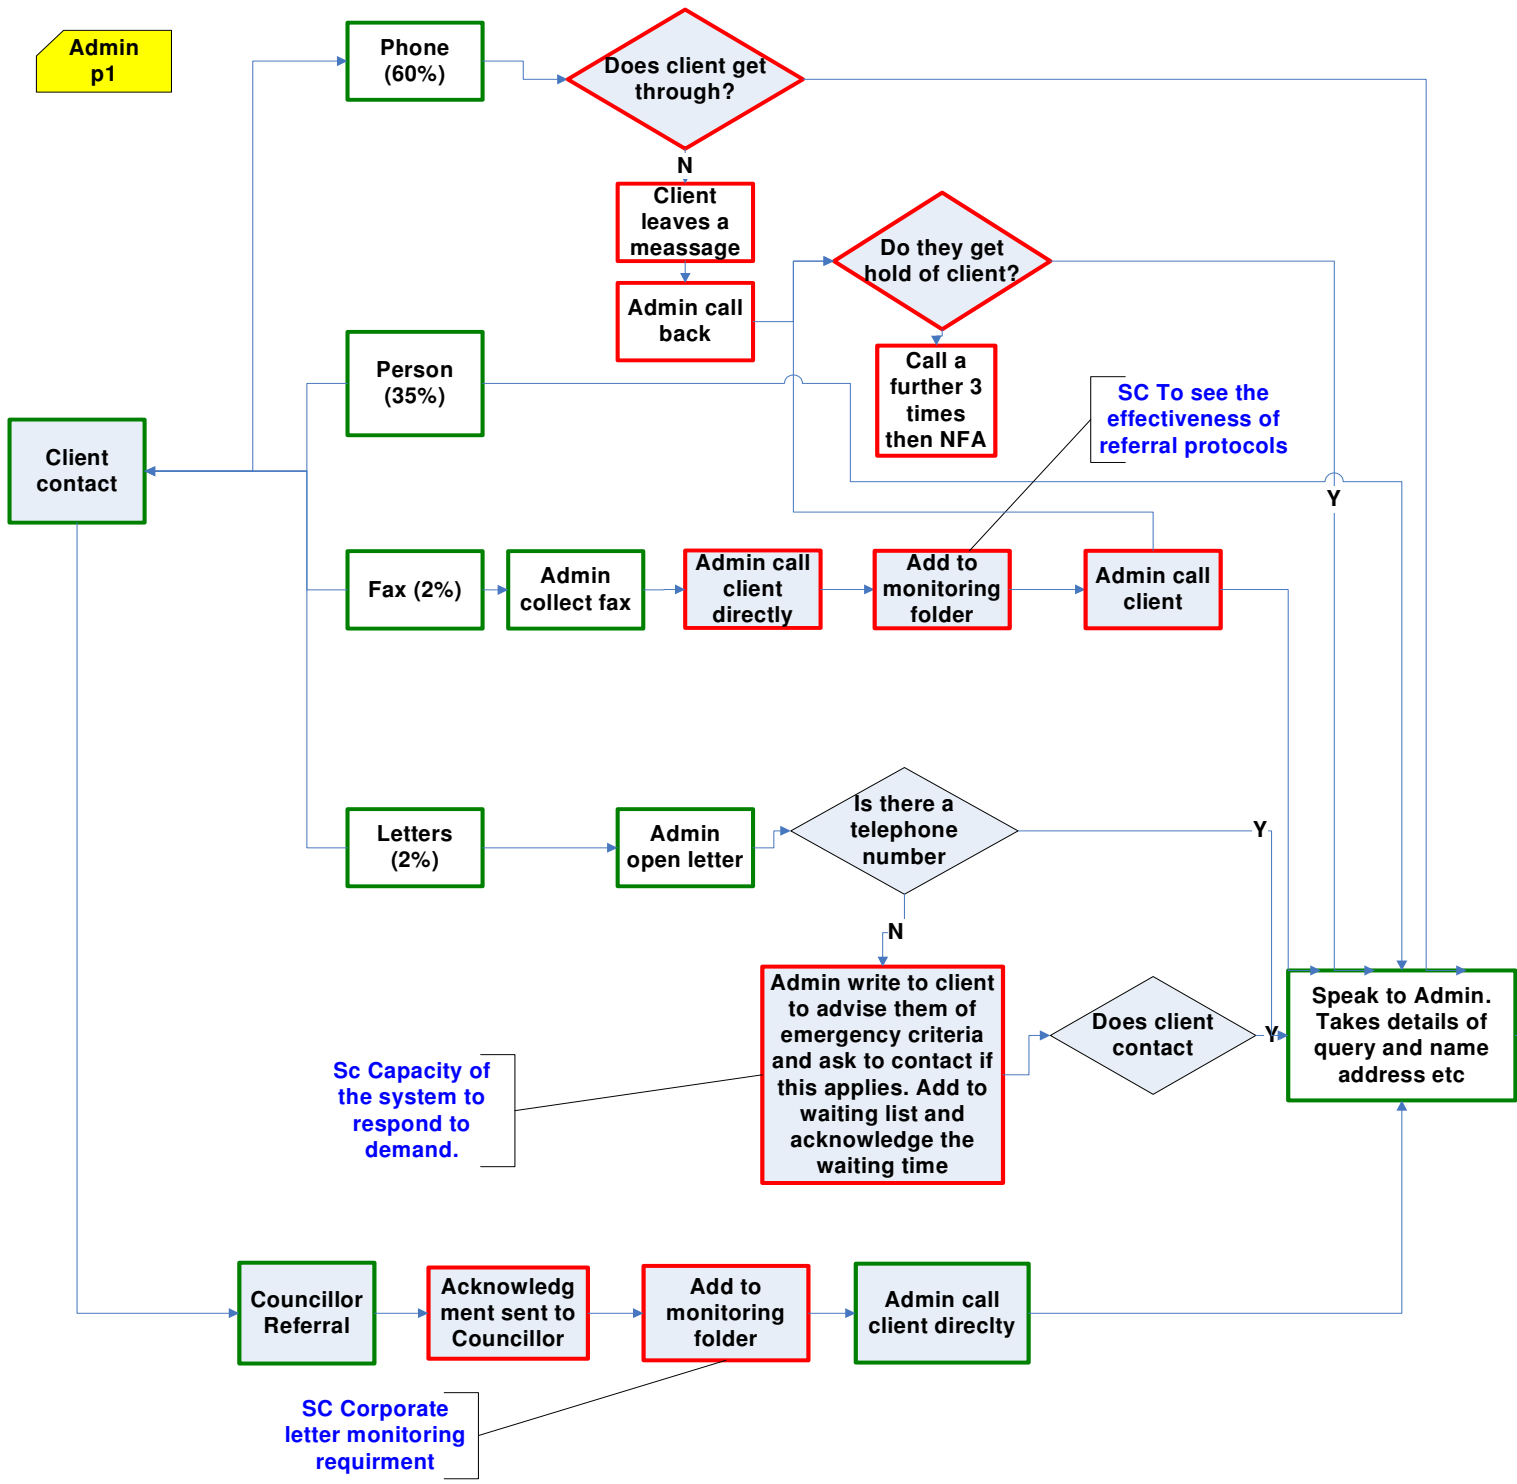 Admin
p1
Phone
(60%)
Does client get
through?
N
Client
leaves a
meassage
Do they get
hold of client?
Admin call
back
Person
(35%)
Call a
further 3
times
then NFA
SC To see the
effectiveness of
referral protocols
Client
contact
Y
Fax (2%)
Admin
collect fax
Admin call
client
directly
Add to
monitoring
folder
Admin call
client
Letters
(2%)
Admin
open letter
Is there a
telephone
number
Y
N
Admin write to client
to advise them of
emergency criteria
and ask to contact if
this applies. Add to
waiting list and
acknowledge the
waiting time
Does client
contact
Y
Speak to Admin.
Takes details of
query and name
address etc
Sc Capacity of
the system to
respond to
demand.
Councillor
Referral
Acknowledg
ment sent to
Councillor
Add to
monitoring
folder
Admin call
client direclty
SC Corporate
letter monitoring
requirment